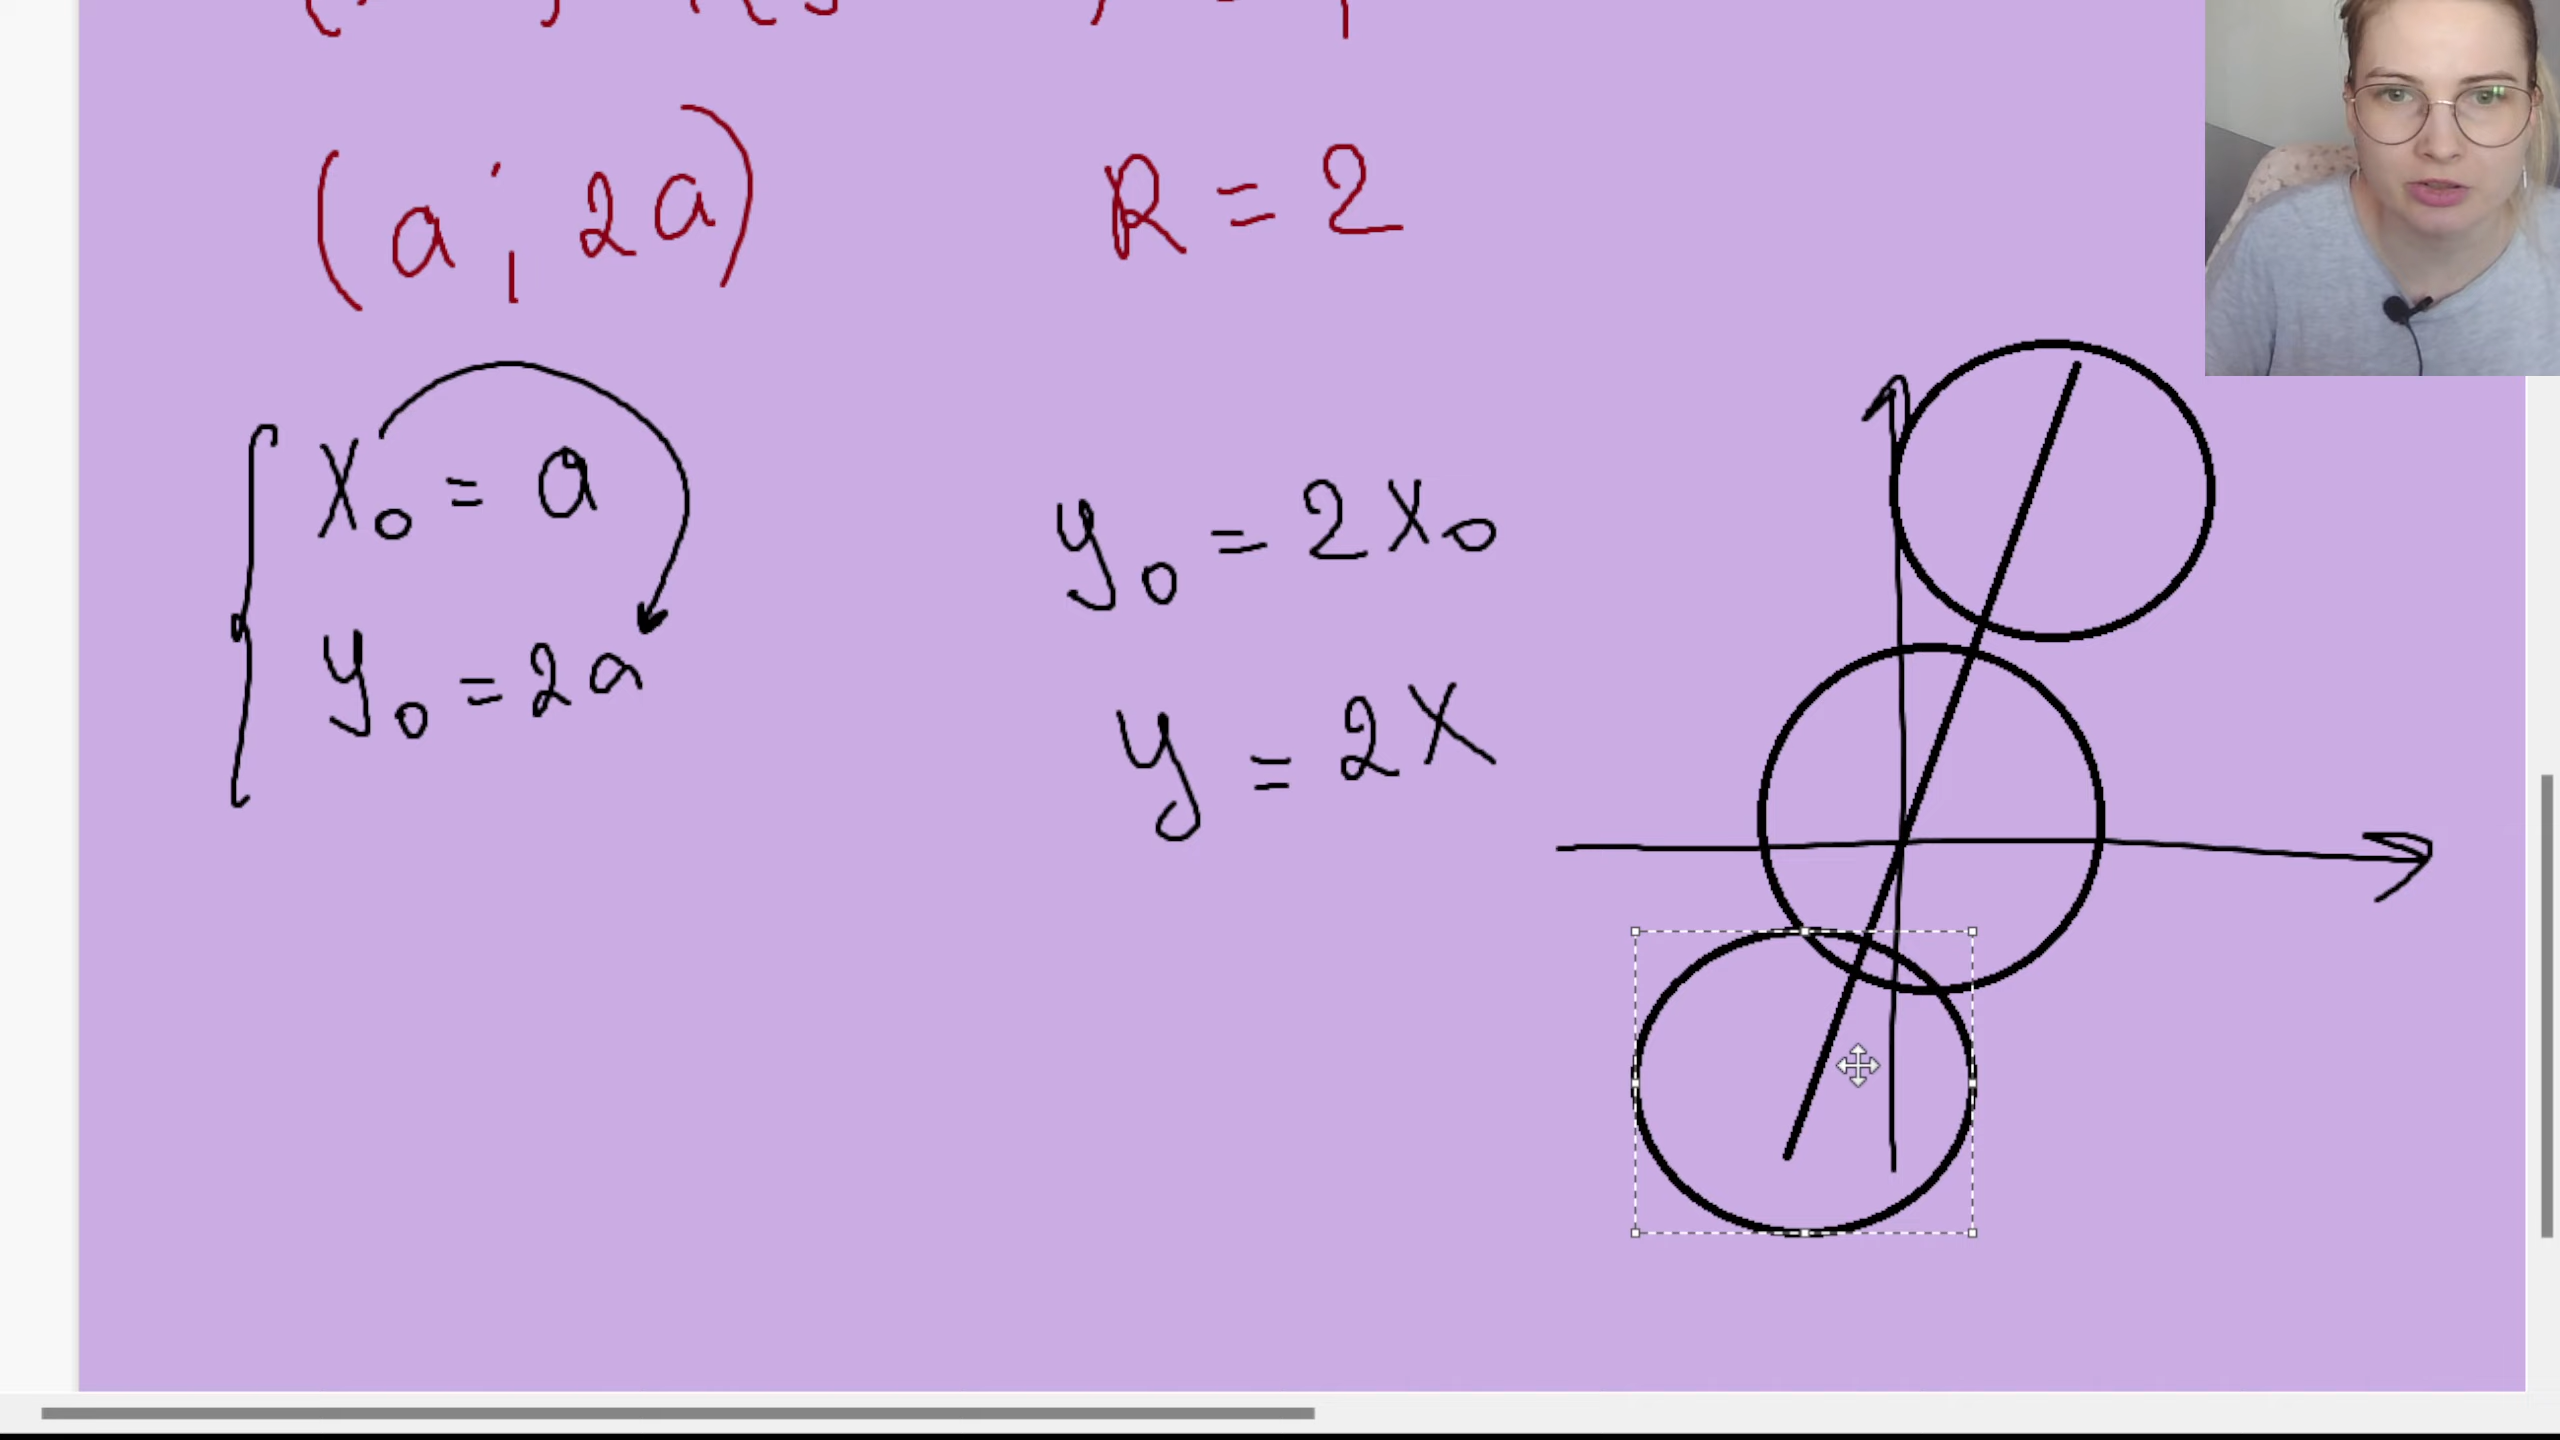 (a; 2a)
R = 2
x₀ = a
y₀ = 2a
y₀ = 2x₀
y = 2x